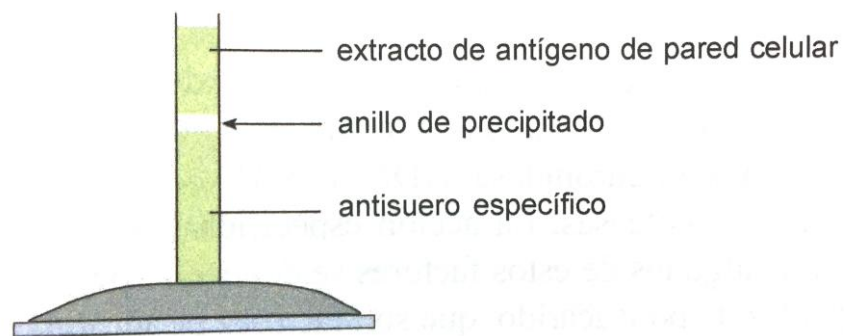 extracto de antígeno de pared celular
anillo de precipitado
antisuero específico